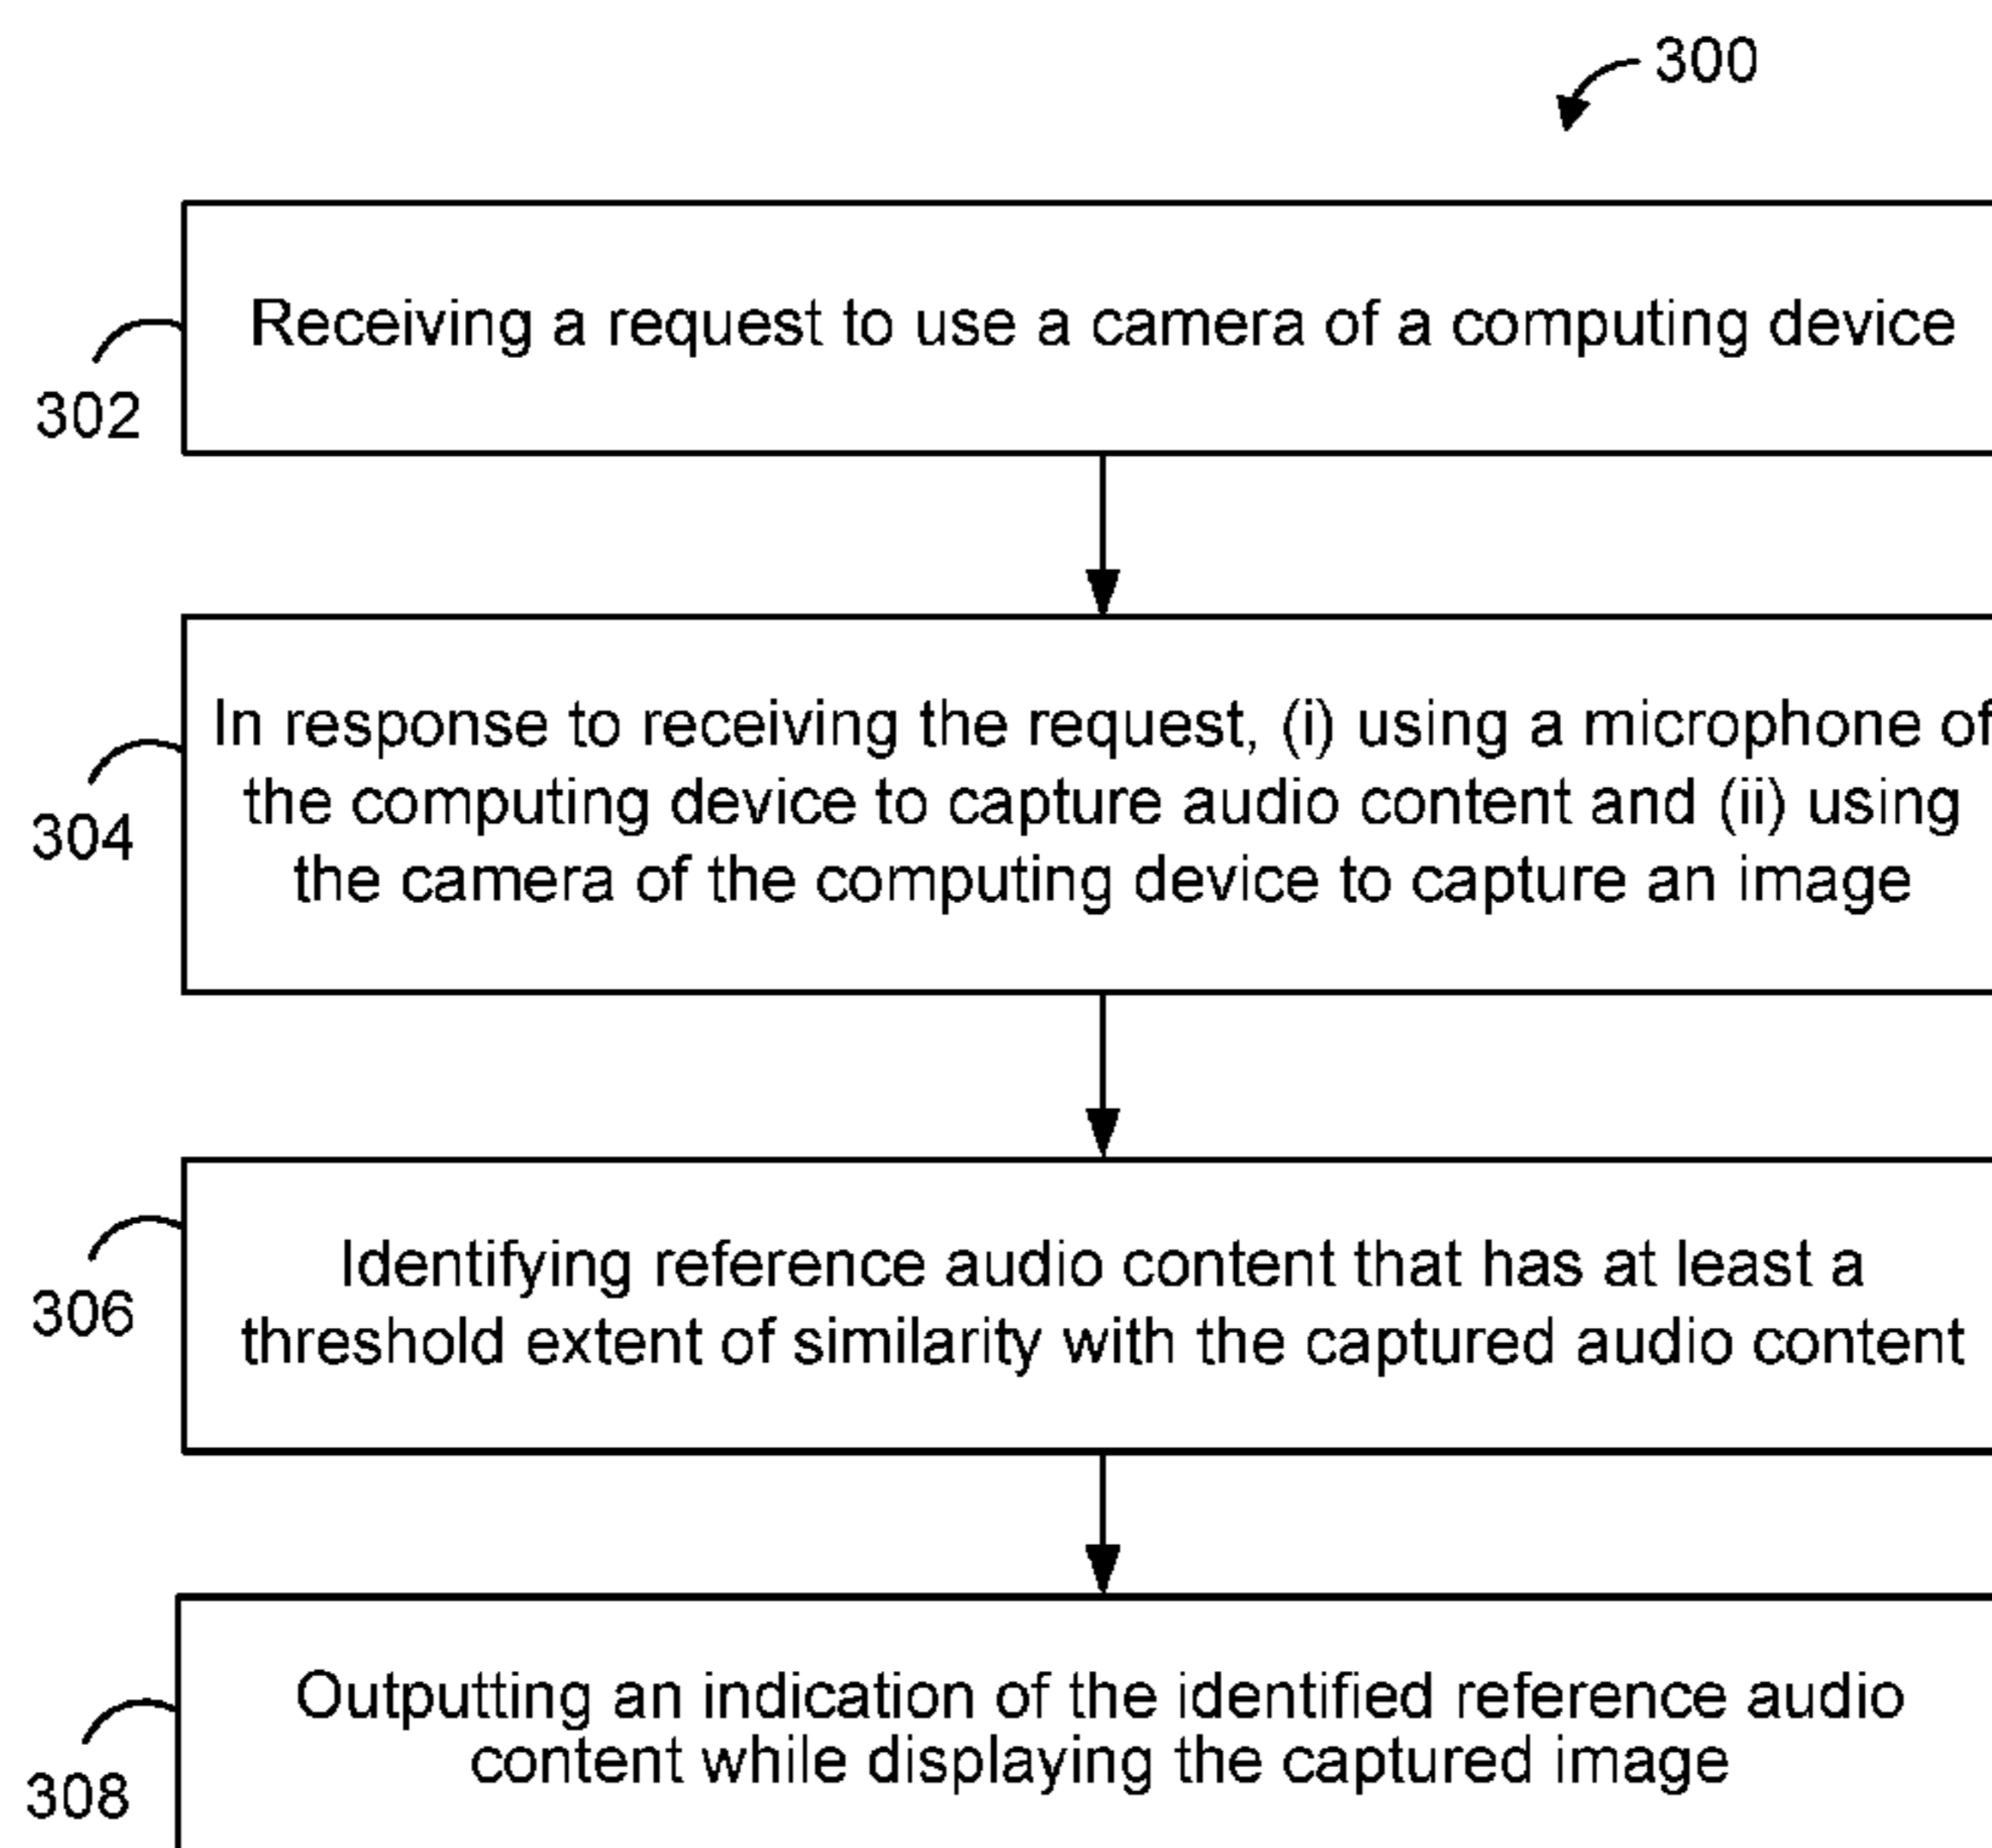 300
Receiving a request to use a camera of a computing device
302
In response to receiving the request, (i) using a microphone of
the computing device to capture audio content and (ii) using
the camera of the computing device to capture an image
304
Identifying reference audio content that has at least a
threshold extent of similarity with the captured audio content
306
Outputting an indication of the identified reference audio
content while displaying the captured image
308